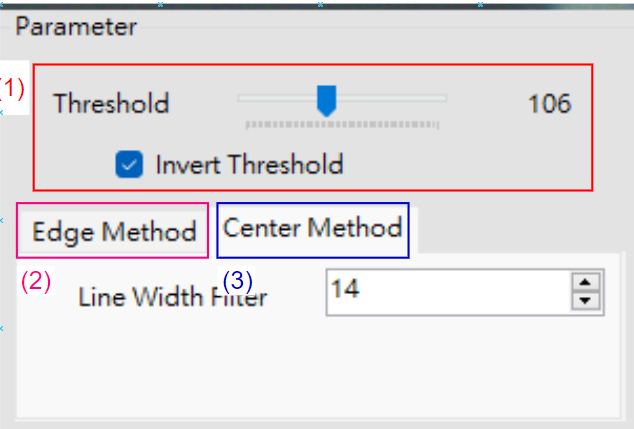 Parameter
(1)
Threshold 106
Invert Threshold
Edge Method Center Method
(2) (3)
Line Width Filter 14